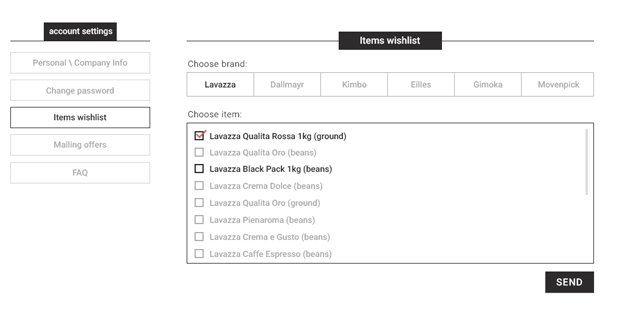 account settings
Personal \ Company Info
Change password
Items wishlist
Mailing offers
FAQ
Items wishlist
Choose brand:
Lavazza Dallmayr Kimbo Eilles Gimoka Movenpick
Choose item:
Lavazza Qualita Rossa 1kg (ground)
Lavazza Qualita Oro (beans)
Lavazza Black Pack 1kg (beans)
Lavazza Crema Dolce (beans)
Lavazza Qualita Oro (ground)
Lavazza Pienaroma (beans)
Lavazza Crema e Gusto (beans)
Lavazza Caffe Espresso (beans)
SEND